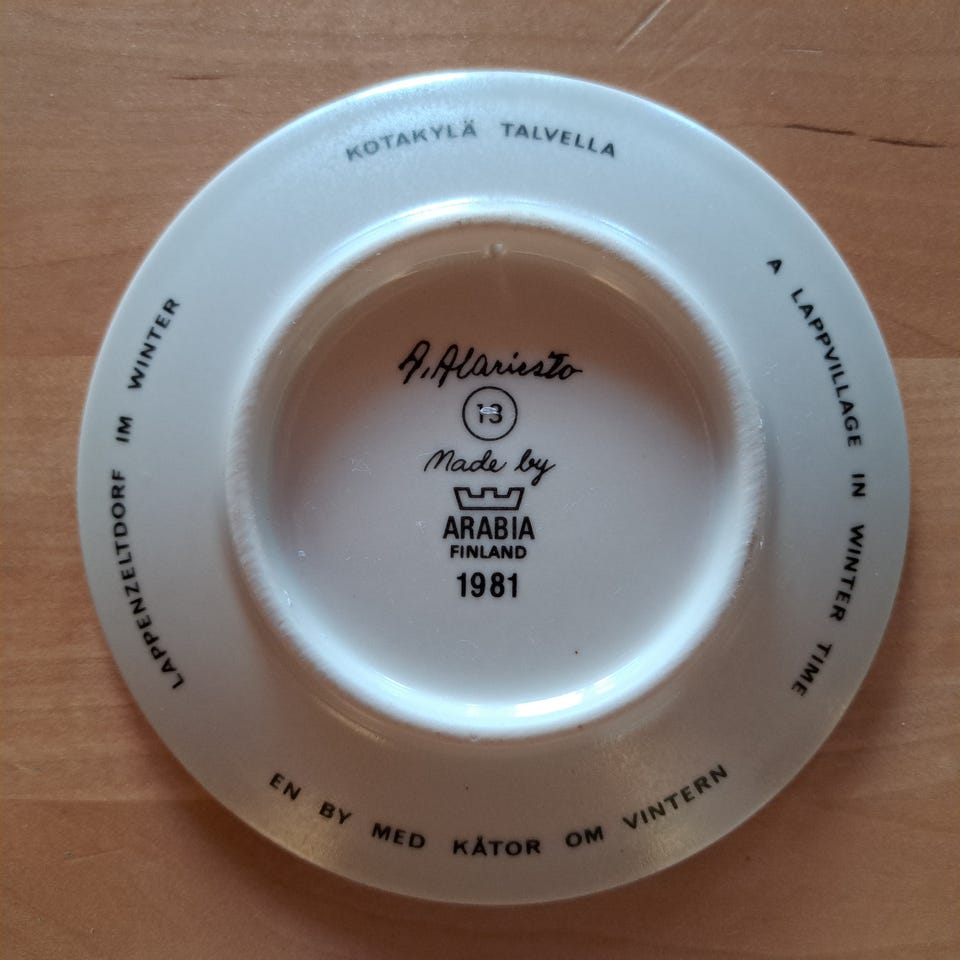 KOTAKYLÄ TALVELLA
A LAPPVILLAGE IN WINTER TIME
EN BY MED KÅTOR OM VINTERN
LAPPENZELTDORF IM WINTER
A. Alariesto
13
Made by
ARABIA
FINLAND
1981